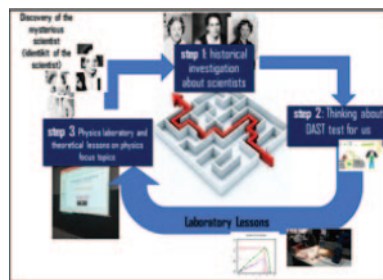 Discovery of the
mysterious
scientist
(identikit of the
scientist)
step 1: historical
investigation
about scientists
step 2: Thinking about
DAST test for us
step 3 Physics laboratory and
theoretical lessons on physics
focus topics
Laboratory Lessons